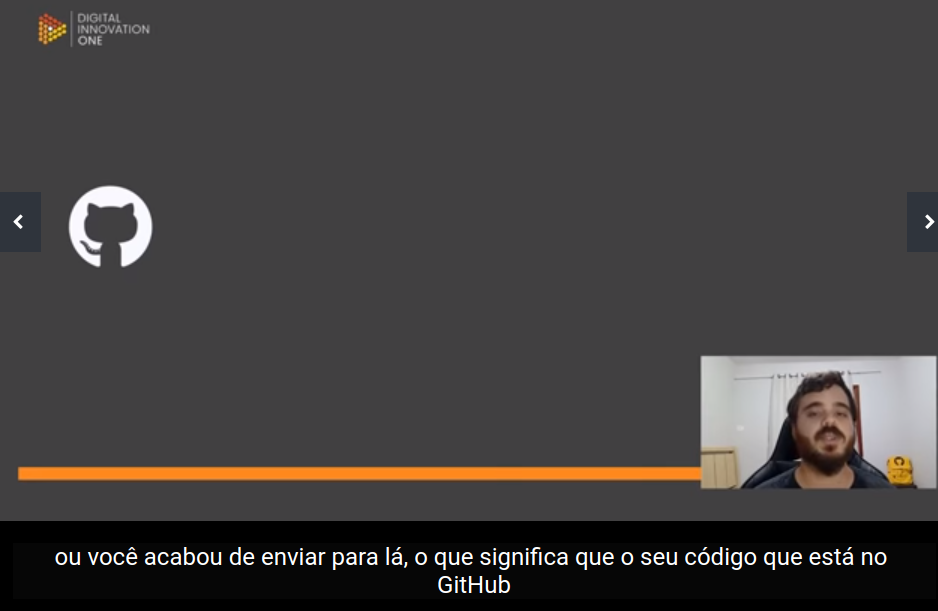 DIGITAL
INNOVATION
ONE
ou você acabou de enviar para lá, o que significa que o seu código que está no
GitHub